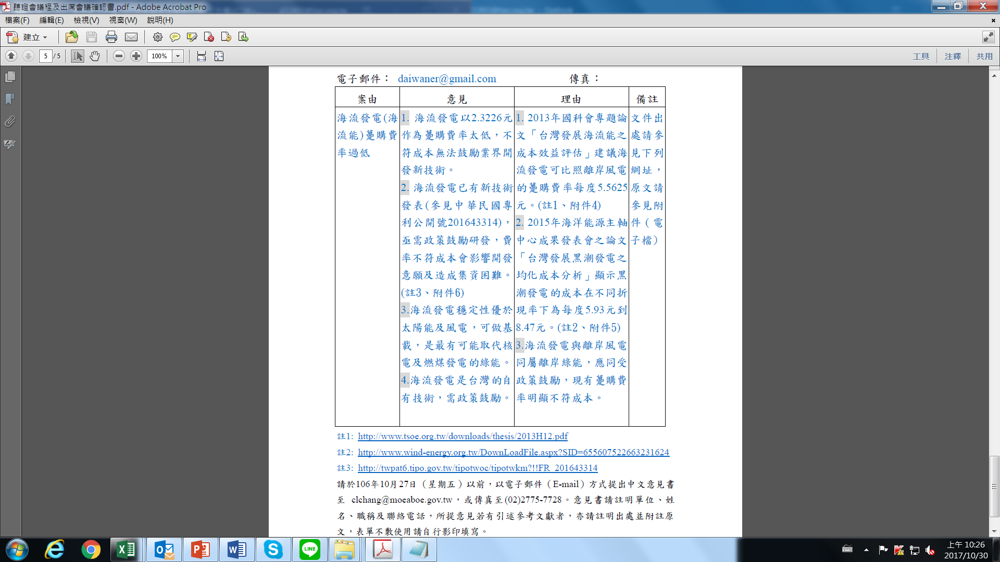 聽證會議程及出席會議確認書.pdf - Adobe Acrobat Pro
檔案(F) 編輯(E) 檢視(V) 視窗(W) 說明(H)
建立
5 / 5 100% 工具 注釋 共用
電子郵件： daiwaner@gmail.com 傳真：
案由 意見 理由 備註
海流發電(海
流能)躉購費
率過低
1. 海流發電以2.3226元
作為躉購費率太低，不
符成本無法鼓勵業界開
發新技術。
2. 海流發電已有新技術
發表(參見中華民國專
利公開號201643314)，
亟需政策鼓勵研發，費
率不符成本會影響開發
意願及造成集資困難。
(註3、附件6)
3.海流發電穩定性優於
太陽能及風電，可做基
載，是最有可能取代核
電及燃煤發電的綠能。
4.海流發電是台灣的自
有技術，需政策鼓勵。
1. 2013年國科會專題論
文「台灣發展海流能之
成本效益評估」建議海
流發電可比照離岸風電
的躉購費率每度5.5625
元。(註1、附件4)
2. 2015年海洋能源主軸
中心成果發表會之論文
「台灣發展黑潮發電之
均化成本分析」顯示黑
潮發電的成本在不同折
現率下為每度5.93元到
8.47元。(註2、附件5)
3.海流發電與離岸風電
同屬離岸綠能，應同受
政策鼓勵，現有躉購費
率明顯不符成本。
文件出
處請參
見下列
網址，
原文請
參見附
件（電
子檔）
註1: http://www.tsoe.org.tw/downloads/thesis/2013H12.pdf
註2: http://www.wind-energy.org.tw/DownLoadFile.aspx?SID=655607522663231624
註3: http://twpat6.tipo.gov.tw/tipotwoc/tipotwkm?!!FR_201643314
請於106年10月27日（星期五）以前，以電子郵件（E-mail）方式提出中文意見書
至 clchang@moeaboe.gov.tw，或傳真至(02)2775-7728。意見書請註明單位、姓
名、職稱及聯絡電話，所提意見若有引述參考文獻者，亦請註明出處並附註原
文，表單不敷使用請自行影印填寫。
LINE
上午 10:26
2017/10/30